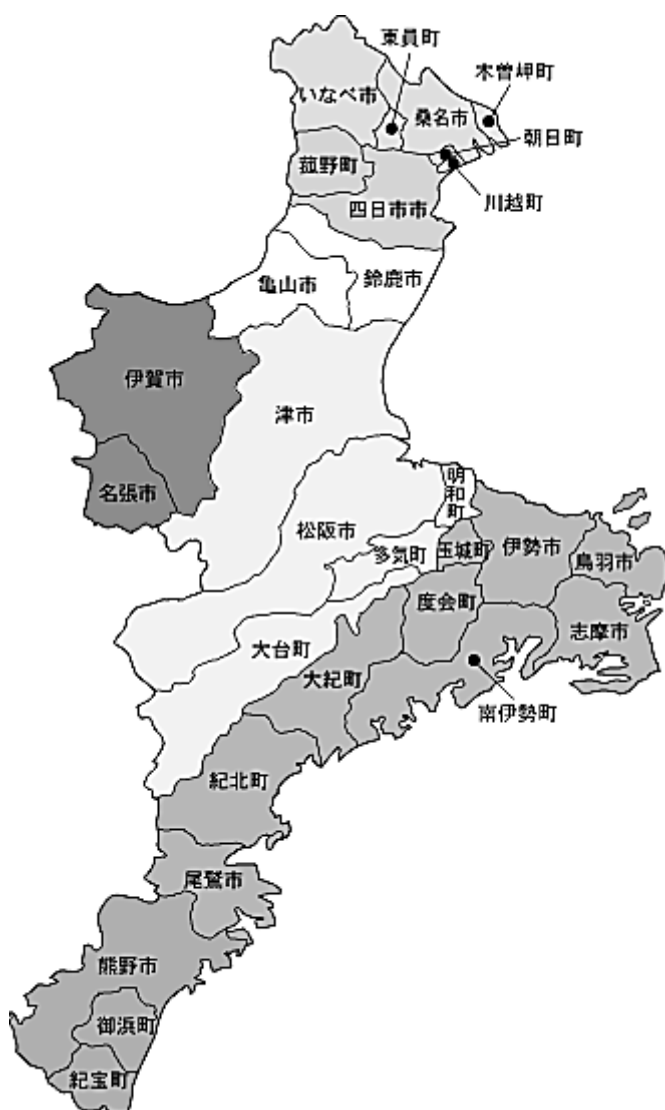 東員町
木曽岬町
いなべ市
桑名市
朝日町
菰野町
川越町
四日市市
亀山市
鈴鹿市
伊賀市
津市
名張市
明和町
松阪市
多気町
玉城町
伊勢市
鳥羽市
度会町
志摩市
大台町
大紀町
南伊勢町
紀北町
尾鷲市
熊野市
御浜町
紀宝町